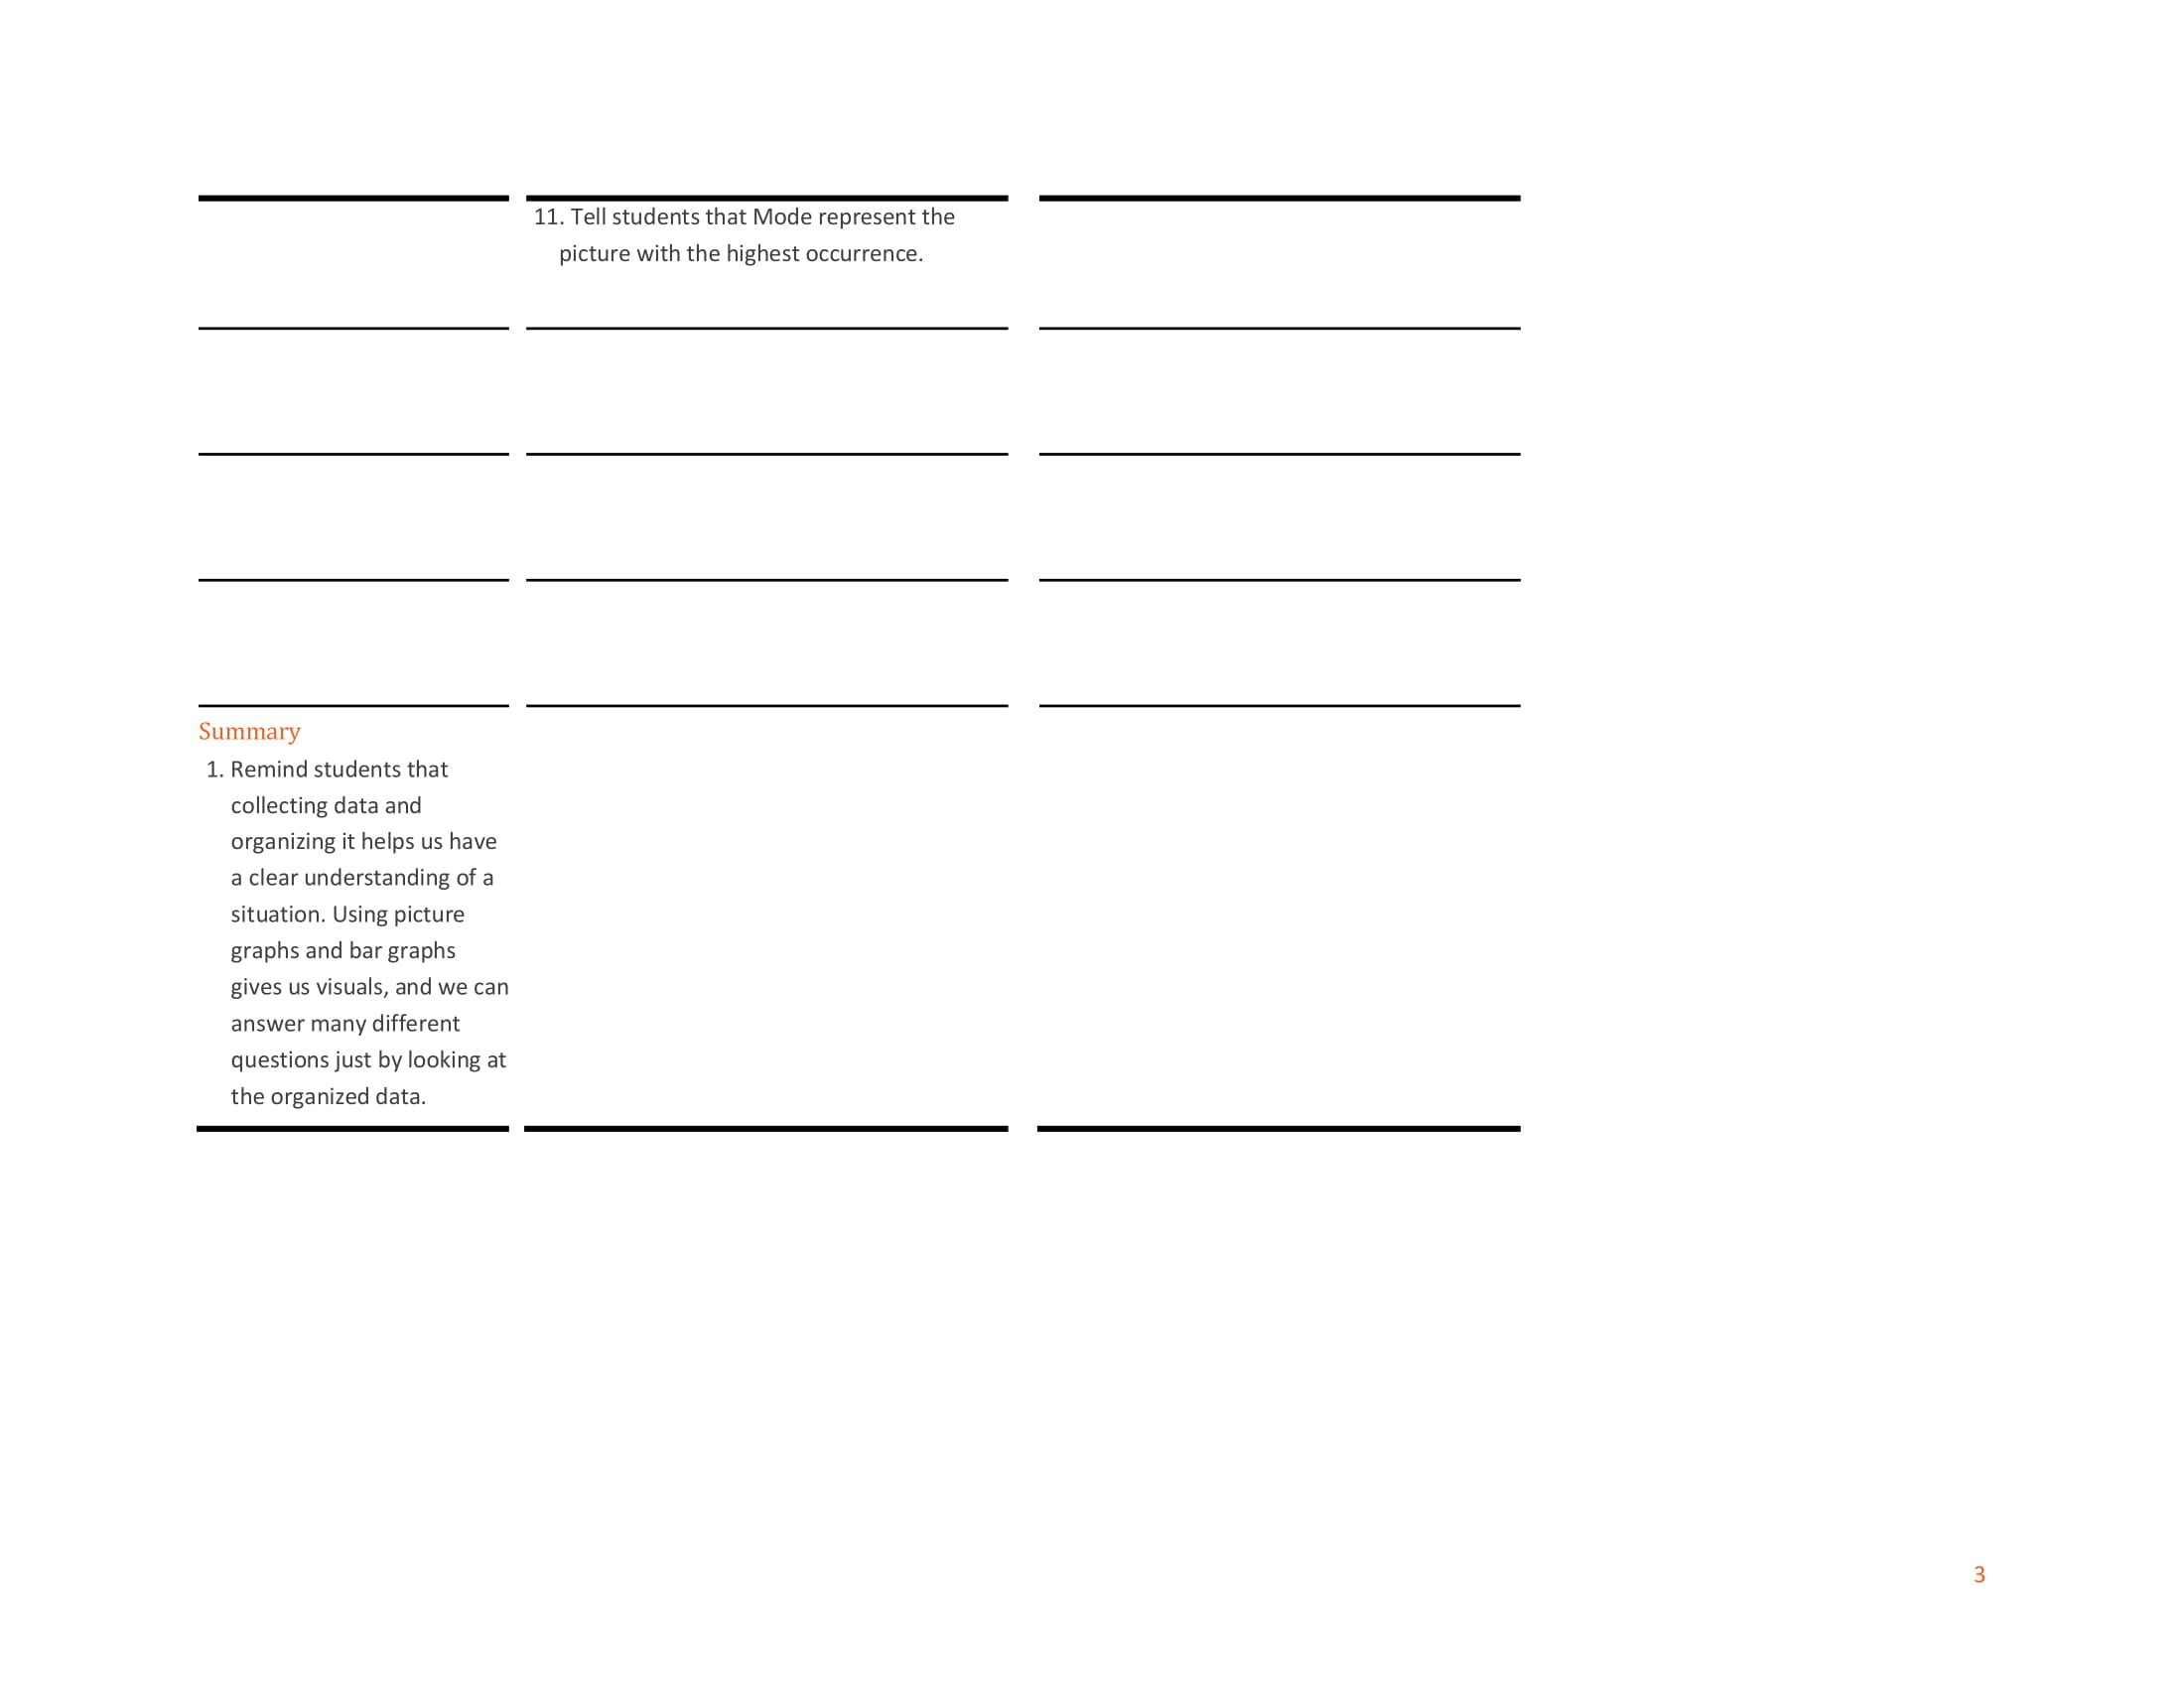 11. Tell students that Mode represent the
picture with the highest occurrence.
Summary
1. Remind students that
collecting data and
organizing it helps us have
a clear understanding of a
situation. Using picture
graphs and bar graphs
gives us visuals, and we can
answer many different
questions just by looking at
the organized data.
3